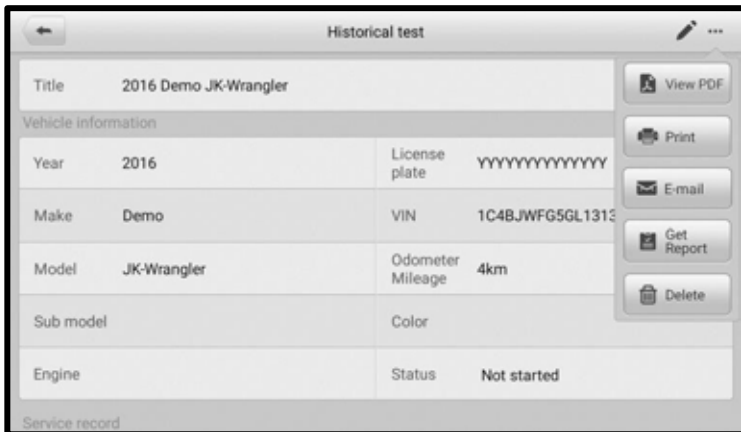 Historical test
Title 2016 Demo JK-Wrangler
View PDF
Vehicle information
Print
Year 2016 License plate YYYYYYYYYYYYYY
E-mail
Make Demo VIN 1C4BJWFG5GL1313
Get Report
Model JK-Wrangler Odometer Mileage 4km
Delete
Sub model Color
Engine Status Not started
Service record